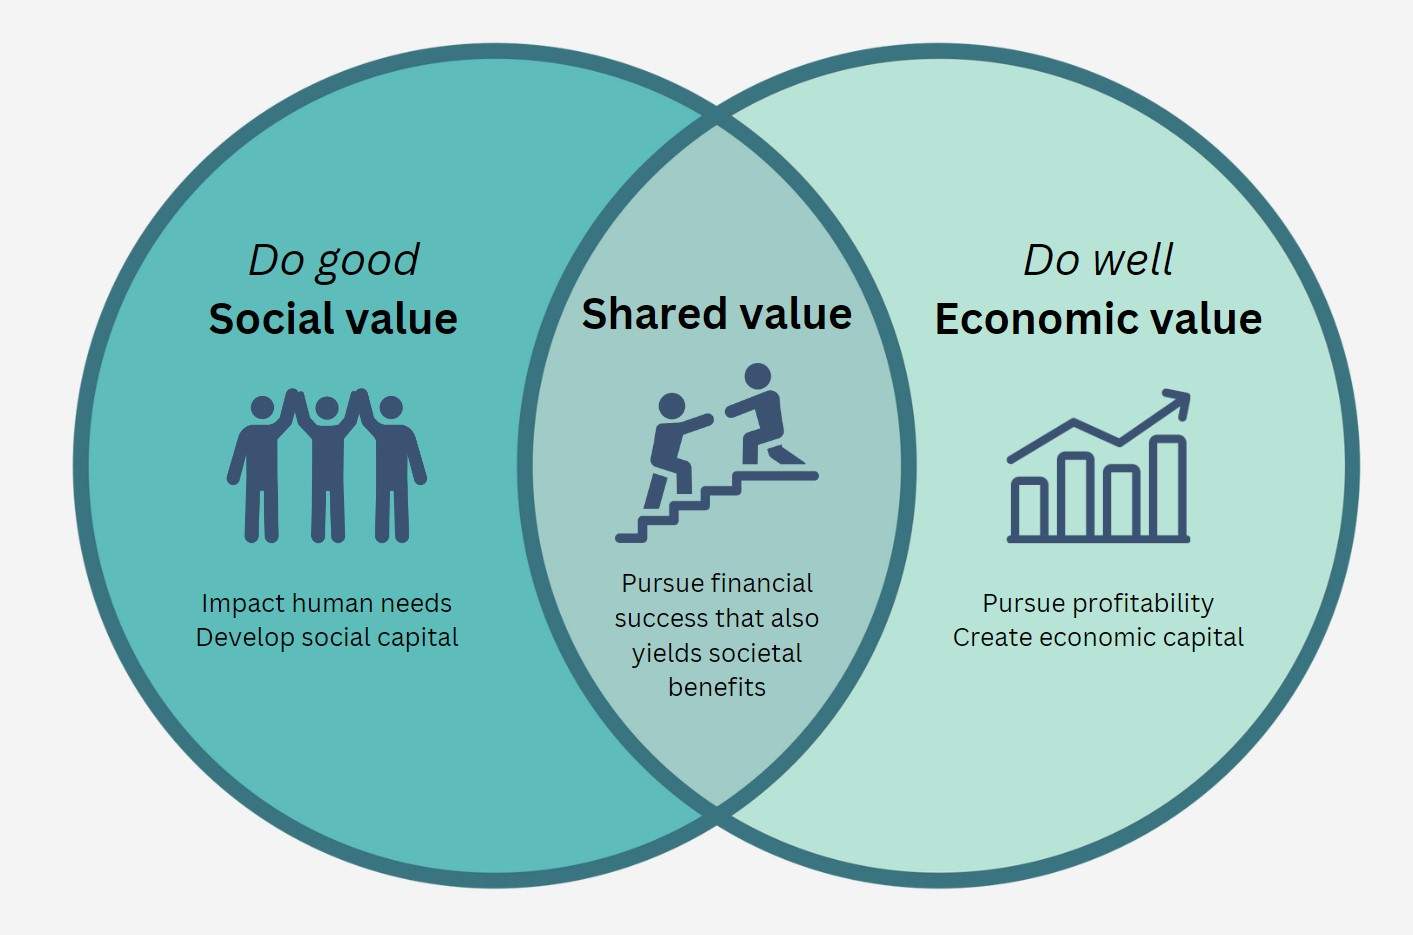 Do good
Social value
Impact human needs
Develop social capital
Shared value
Pursue financial
success that also
yields societal
benefits
Do well
Economic value
Pursue profitability
Create economic capital